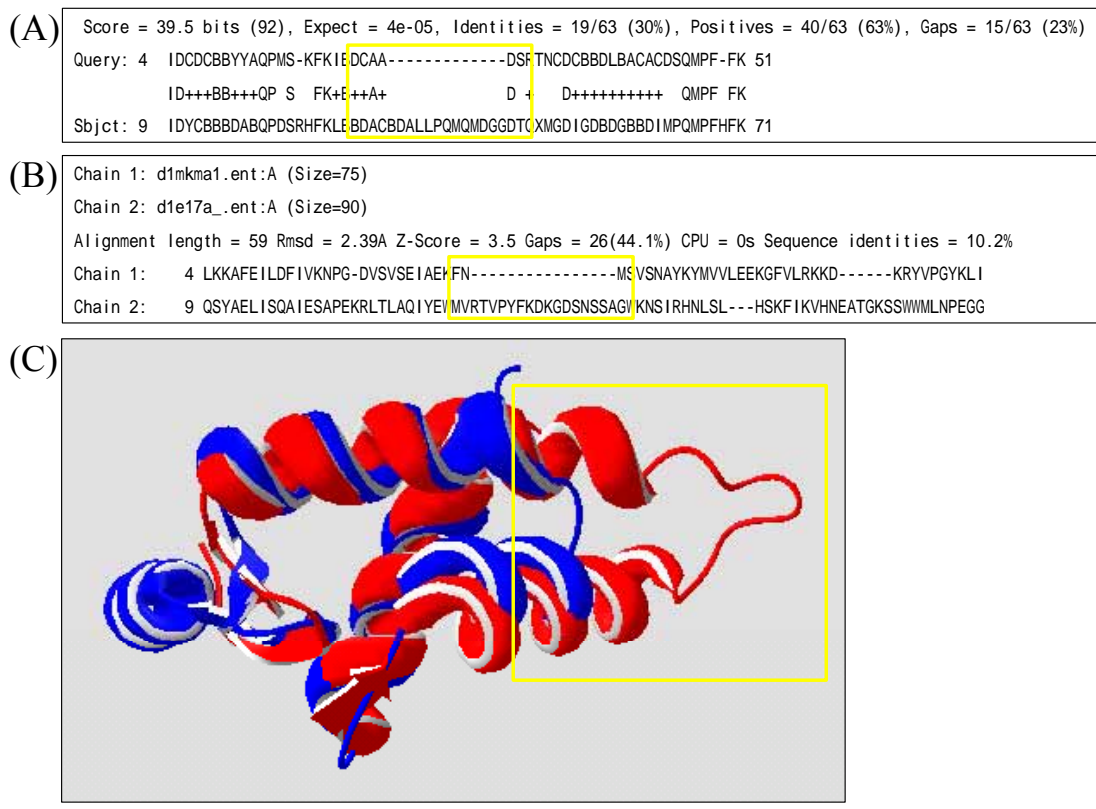 (A)
Score = 39.5 bits (92), Expect = 4e-05, Identities = 19/63 (30%), Positives = 40/63 (63%), Gaps = 15/63 (23%)
Query: 4 IDCDCBBYYAQPMS-KFKIEDCAA-------------DSRTNCDCBBDLBACACDSQMPF-FK 51
ID+++BB+++QP S FK+E++A+ D + D++++++++++ QMPF FK
Sbjct: 9 IDYCBBBDABQPDSRHFKLEBDACBDALLPQMQMDGGDTQXMGDIGDBDGBBDIMPQMPFHFK 71
(B)
Chain 1: d1mkma1.ent:A (Size=75)
Chain 2: d1e17a_.ent:A (Size=90)
Alignment length = 59 Rmsd = 2.39A Z-Score = 3.5 Gaps = 26(44.1%) CPU = 0s Sequence identities = 10.2%
Chain 1: 4 LKKAFEILDFIVKNPG-DVSVSEIAEKFN----------------MSVSNAYKYMVVLEEKGFVLRKKD------KRYVPGYKLI
Chain 2: 9 QSYAELISQAIESAPEKRLTLAQIYEWMVRTVPYFKDKGDSNSSAGWKNSIRHNLSL---HSKFIKVHNEATGKSSWWMLNPEGG
(C)